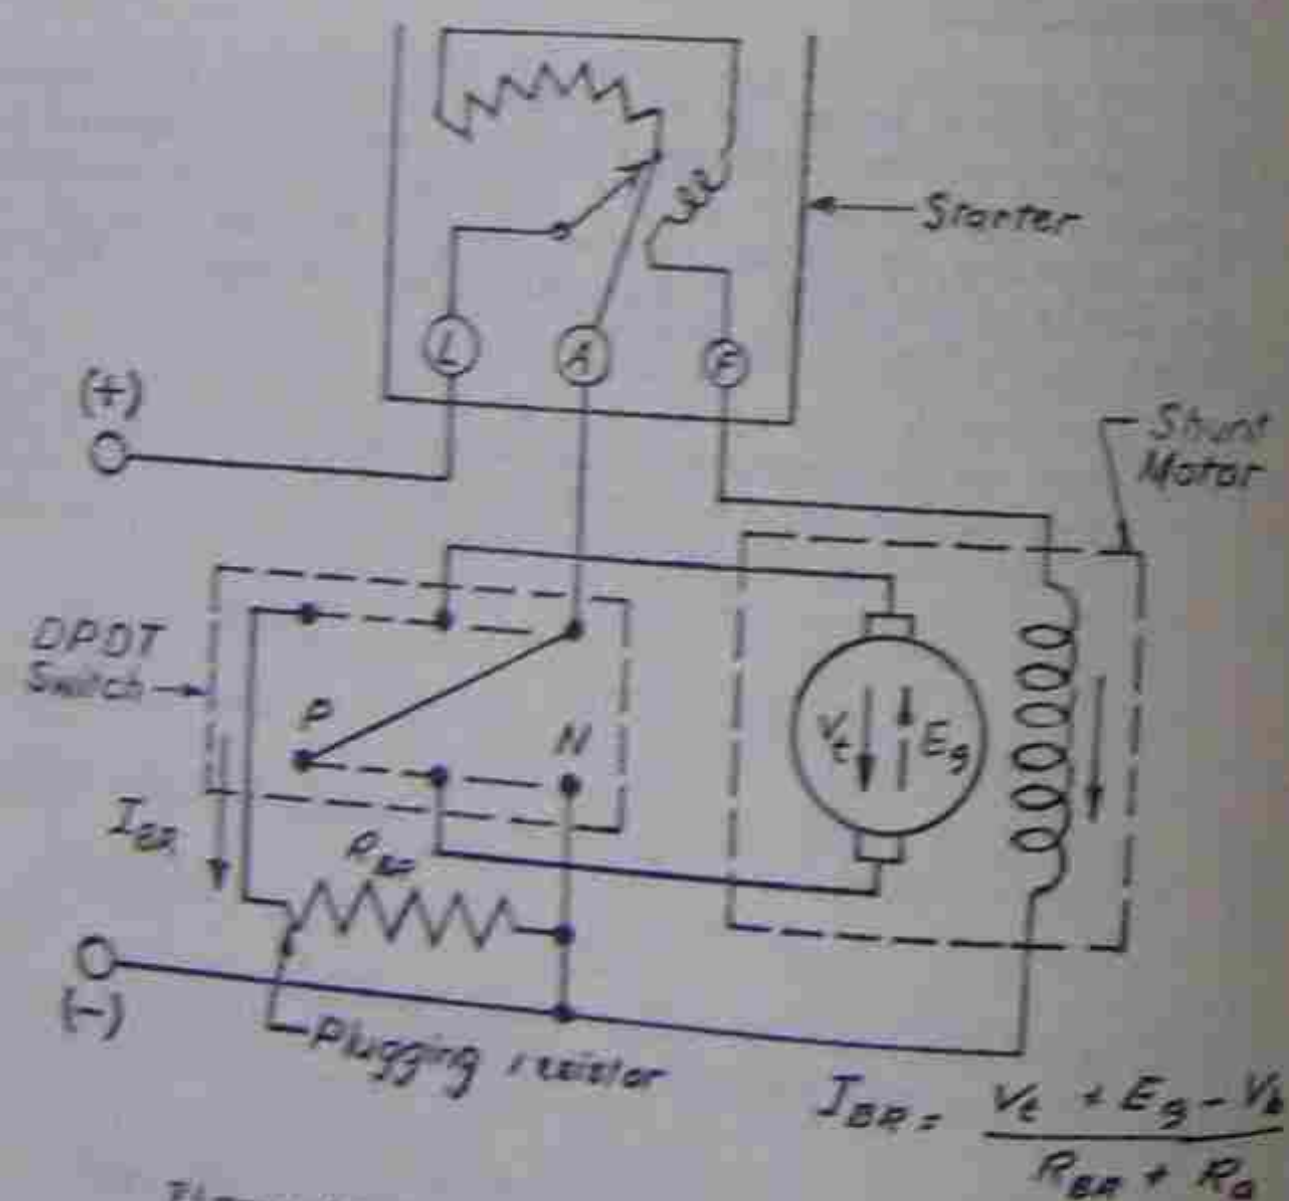 Starter
L
A
F
(+)
Shunt
Motor
DPDT
Switch
P
N
Vt
Eg
IBR
RBR
(-)
Plugging resistor
IBR = Vt + Eg - Vb
RBR + Ra